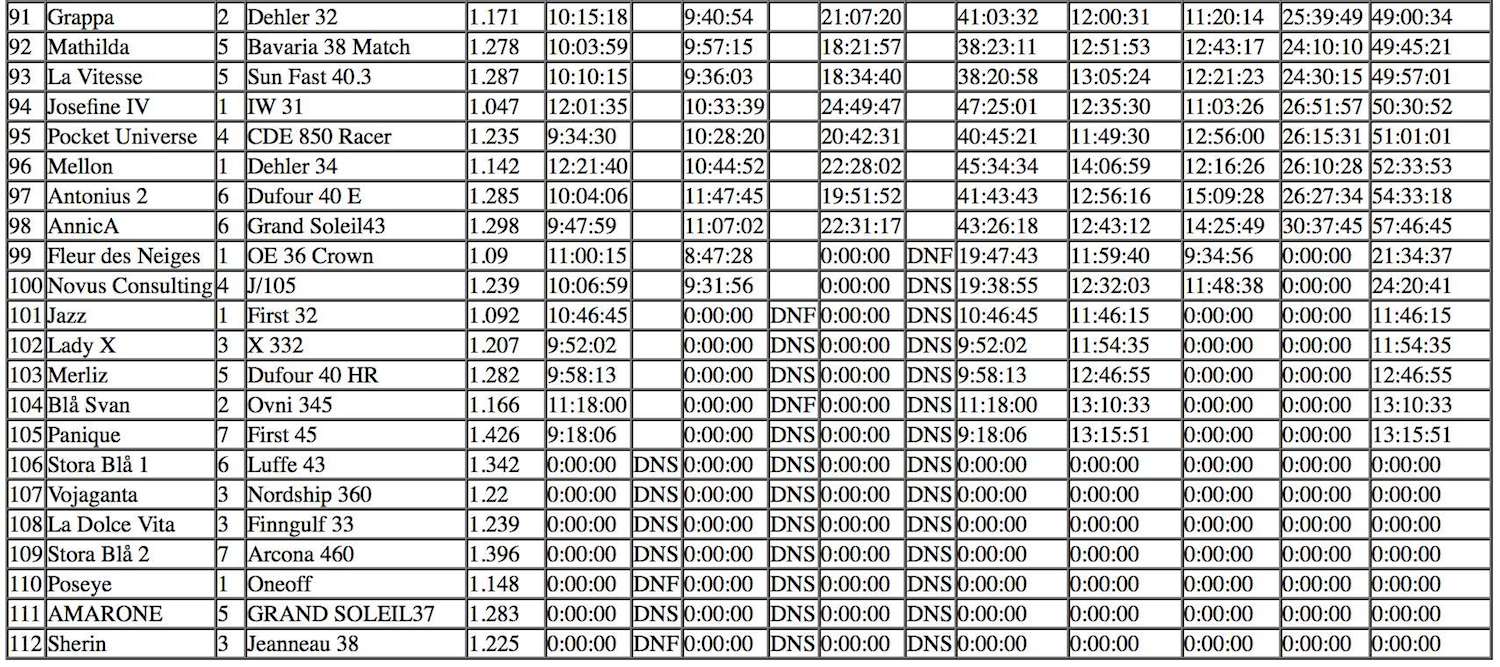 91 Grappa 2 Dehler 32 1.171 10:15:18 9:40:54 21:07:20 41:03:32 12:00:31 11:20:14 25:39:49 49:00:34
92 Mathilda 5 Bavaria 38 Match 1.278 10:03:59 9:57:15 18:21:57 38:23:11 12:51:53 12:43:17 24:10:10 49:45:21
93 La Vitesse 5 Sun Fast 40.3 1.287 10:10:15 9:36:03 18:34:40 38:20:58 13:05:24 12:21:23 24:30:15 49:57:01
94 Josefine IV 1 IW 31 1.047 12:01:35 10:33:39 24:49:47 47:25:01 12:35:30 11:03:26 26:51:57 50:30:52
95 Pocket Universe 4 CDE 850 Racer 1.235 9:34:30 10:28:20 20:42:31 40:45:21 11:49:30 12:56:00 26:15:31 51:01:01
96 Mellon 1 Dehler 34 1.142 12:21:40 10:44:52 22:28:02 45:34:34 14:06:59 12:16:26 26:10:28 52:33:53
97 Antonius 2 6 Dufour 40 E 1.285 10:04:06 11:47:45 19:51:52 41:43:43 12:56:16 15:09:28 26:27:34 54:33:18
98 AnnicA 6 Grand Soleil43 1.298 9:47:59 11:07:02 22:31:17 43:26:18 12:43:12 14:25:49 30:37:45 57:46:45
99 Fleur des Neiges 1 OE 36 Crown 1.09 11:00:15 8:47:28 0:00:00 DNF 19:47:43 11:59:40 9:34:56 0:00:00 21:34:37
100 Novus Consulting 4 J/105 1.239 10:06:59 9:31:56 0:00:00 DNS 19:38:55 12:32:03 11:48:38 0:00:00 24:20:41
101 Jazz 1 First 32 1.092 10:46:45 0:00:00 DNF 0:00:00 DNS 10:46:45 11:46:15 0:00:00 0:00:00 11:46:15
102 Lady X 3 X 332 1.207 9:52:02 0:00:00 DNS 0:00:00 DNS 9:52:02 11:54:35 0:00:00 0:00:00 11:54:35
103 Merliz 5 Dufour 40 HR 1.282 9:58:13 0:00:00 DNS 0:00:00 DNS 9:58:13 12:46:55 0:00:00 0:00:00 12:46:55
104 Blå Svan 2 Ovni 345 1.166 11:18:00 0:00:00 DNF 0:00:00 DNS 11:18:00 13:10:33 0:00:00 0:00:00 13:10:33
105 Panique 7 First 45 1.426 9:18:06 0:00:00 DNS 0:00:00 DNS 9:18:06 13:15:51 0:00:00 0:00:00 13:15:51
106 Stora Blå 1 6 Luffe 43 1.342 0:00:00 DNS 0:00:00 DNS 0:00:00 DNS 0:00:00 0:00:00 0:00:00 0:00:00 0:00:00
107 Vojaganta 3 Nordship 360 1.22 0:00:00 DNS 0:00:00 DNS 0:00:00 DNS 0:00:00 0:00:00 0:00:00 0:00:00 0:00:00
108 La Dolce Vita 3 Finngulf 33 1.239 0:00:00 DNS 0:00:00 DNS 0:00:00 DNS 0:00:00 0:00:00 0:00:00 0:00:00 0:00:00
109 Stora Blå 2 7 Arcona 460 1.396 0:00:00 DNS 0:00:00 DNS 0:00:00 DNS 0:00:00 0:00:00 0:00:00 0:00:00 0:00:00
110 Poseye 1 Oneoff 1.148 0:00:00 DNF 0:00:00 DNS 0:00:00 DNS 0:00:00 0:00:00 0:00:00 0:00:00 0:00:00
111 AMARONE 5 GRAND SOLEIL37 1.283 0:00:00 DNS 0:00:00 DNS 0:00:00 DNS 0:00:00 0:00:00 0:00:00 0:00:00 0:00:00
112 Sherin 3 Jeanneau 38 1.225 0:00:00 DNF 0:00:00 DNS 0:00:00 DNS 0:00:00 0:00:00 0:00:00 0:00:00 0:00:00